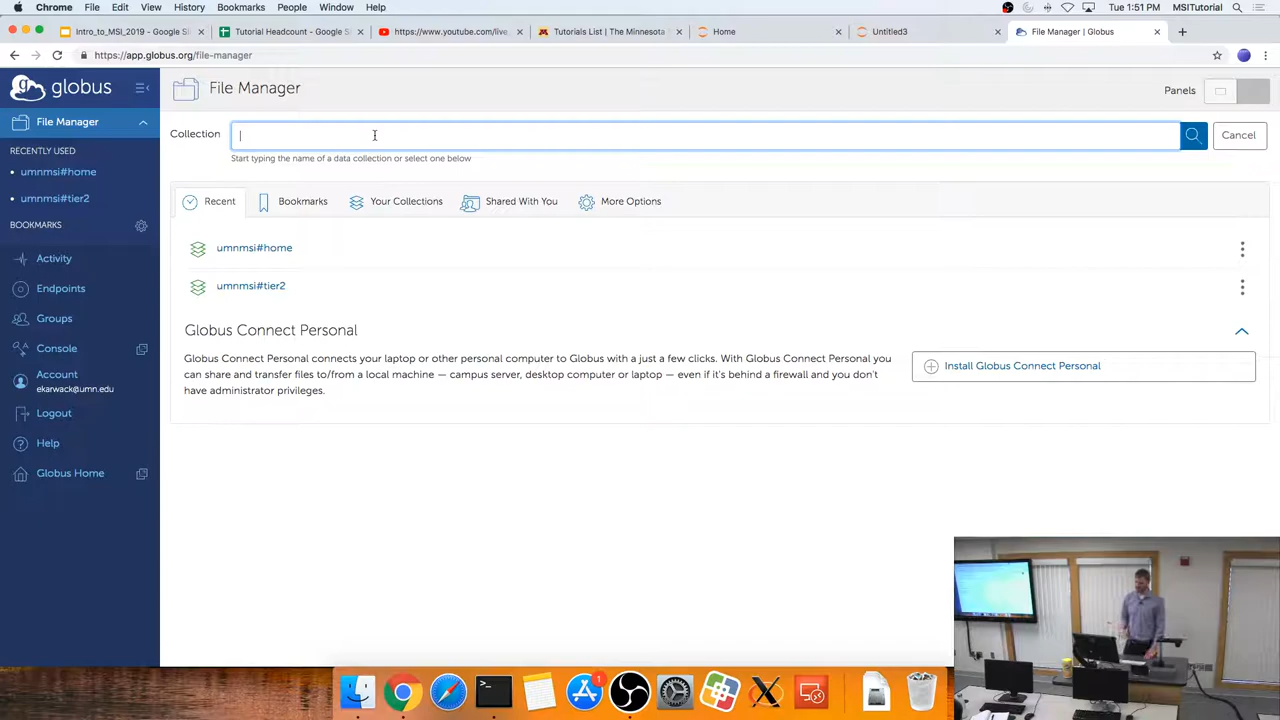 Chrome File Edit View History Bookmarks People Window Help
Tue 1:51 PM MSITutorial
Intro_to_MSI_2019 - Google Sl
Tutorial Headcount - Google S
https://www.youtube.com/live_
Tutorials List | The Minnesota
Home
Untitled3
File Manager | Globus
https://app.globus.org/file-manager
globus
File Manager
Panels
File Manager
Collection
Cancel
Start typing the name of a data collection or select one below
RECENTLY USED
umnmsi#home
umnmsi#tier2
BOOKMARKS
Activity
Endpoints
Groups
Console
Account
ekarwack@umn.edu
Logout
Help
Globus Home
Recent
Bookmarks
Your Collections
Shared With You
More Options
umnmsi#home
umnmsi#tier2
Globus Connect Personal
Globus Connect Personal connects your laptop or other personal computer to Globus with a just a few clicks. With Globus Connect Personal you
can share and transfer files to/from a local machine — campus server, desktop computer or laptop — even if it's behind a firewall and you don't
have administrator privileges.
Install Globus Connect Personal
1